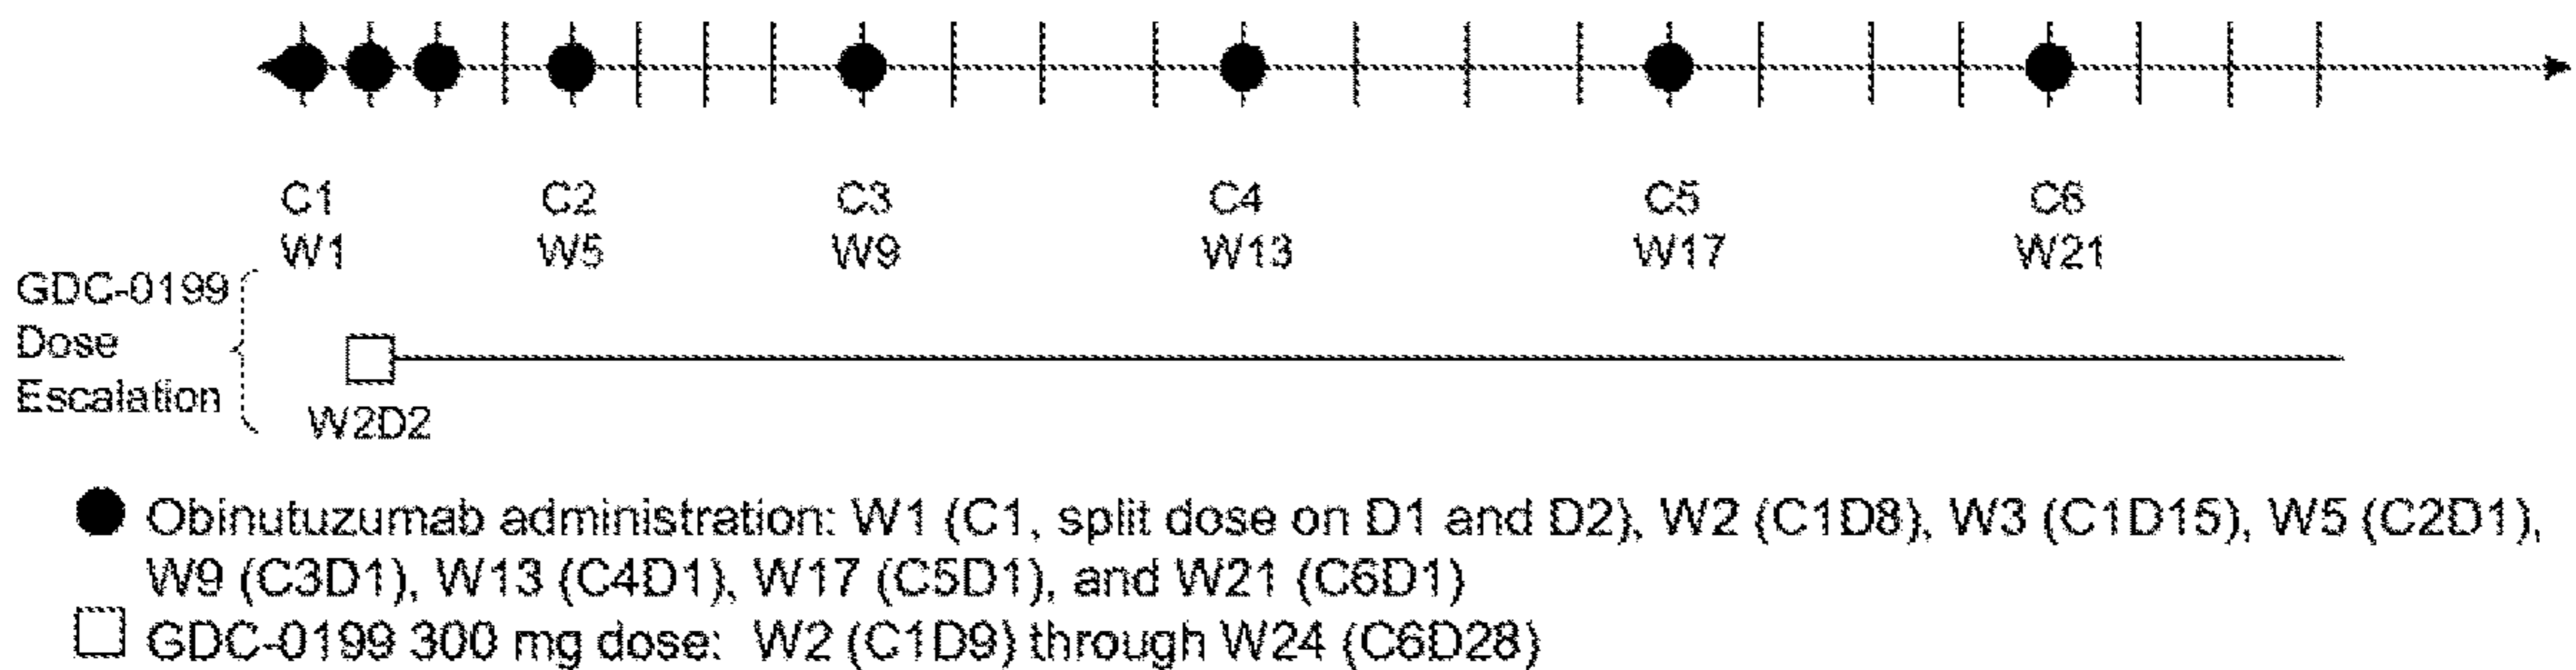 C1 C2 C3 C4 C5 C6
W1 W5 W9 W13 W17 W21
GDC-0199
Dose
Escalation
W2D2
Obinutuzumab administration: W1 (C1, split dose on D1 and D2), W2 (C1D8), W3 (C1D15), W5 (C2D1),
W9 (C3D1), W13 (C4D1), W17 (C5D1), and W21 (C6D1)
GDC-0199 300 mg dose: W2 (C1D9) through W24 (C6D28)